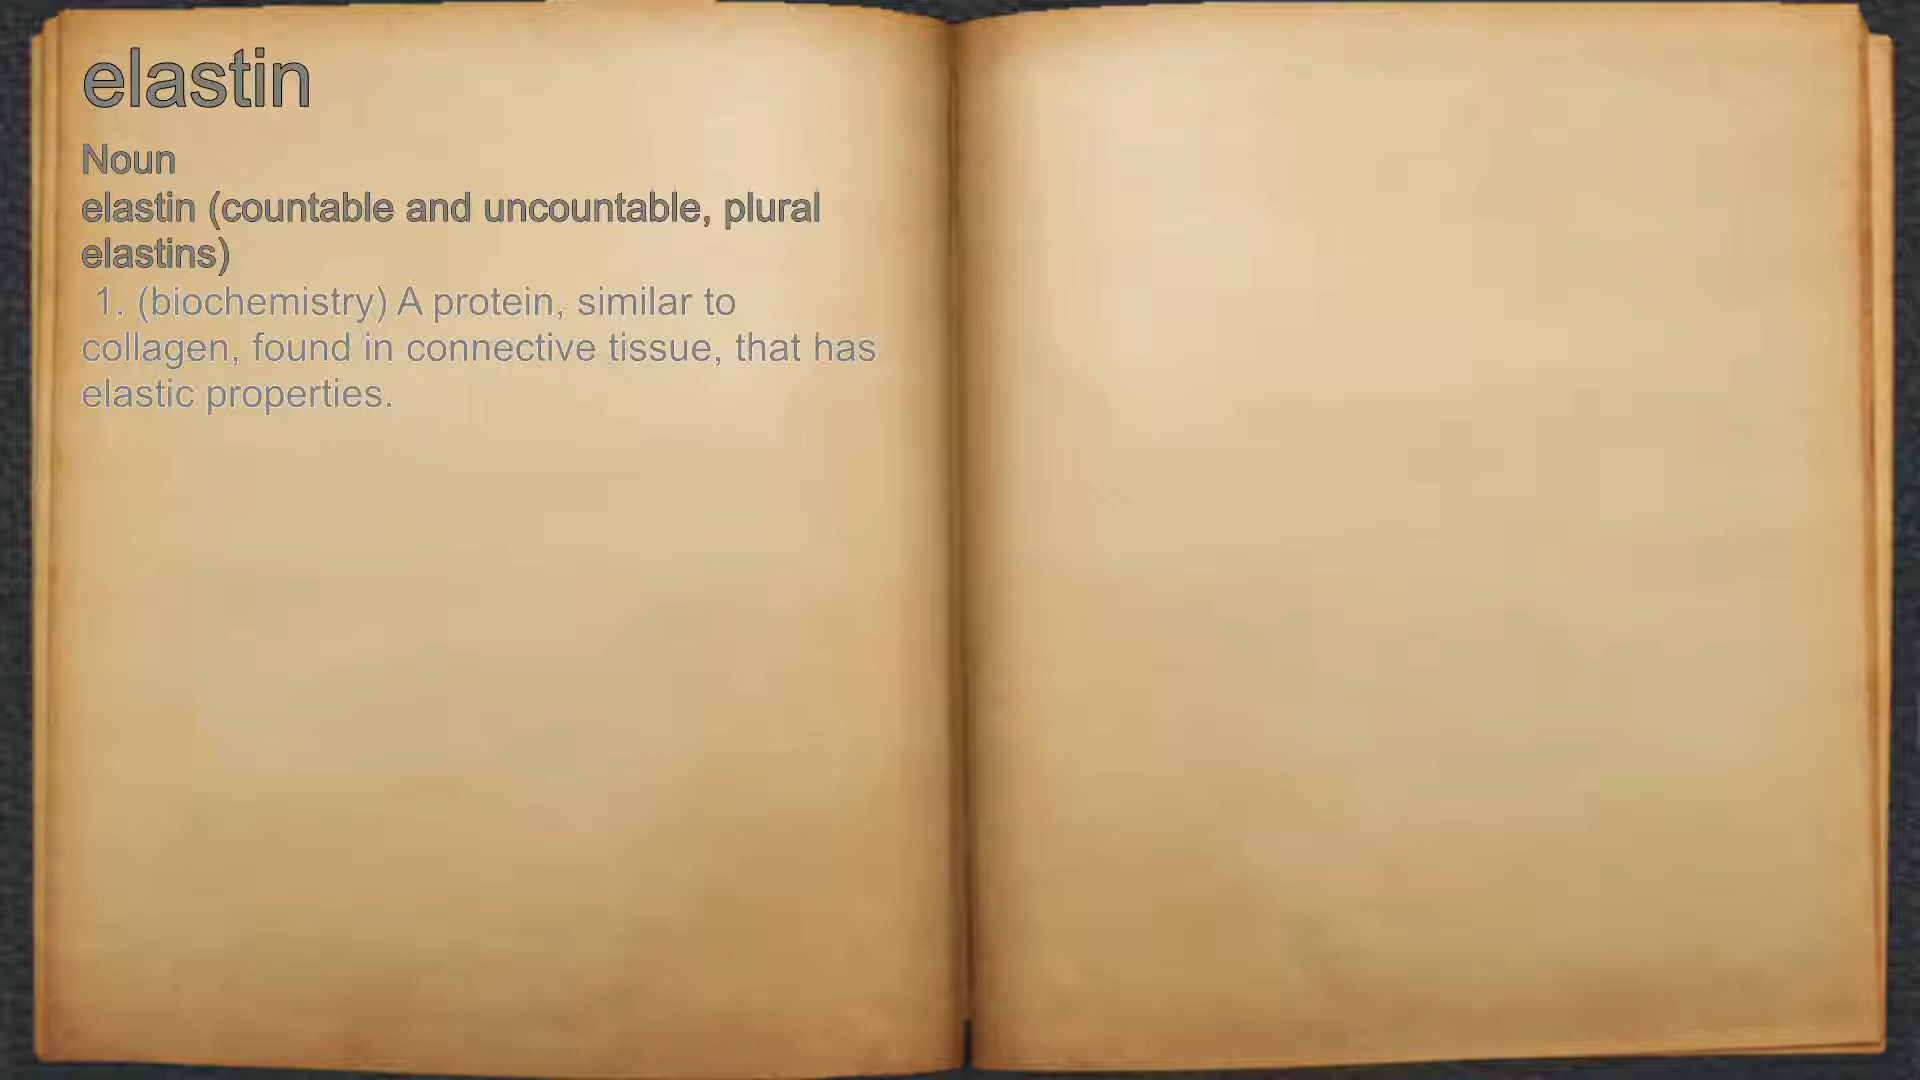 elastin
Noun
elastin (countable and uncountable, plural
elastins)
1. (biochemistry) A protein, similar to
collagen, found in connective tissue, that has
elastic properties.